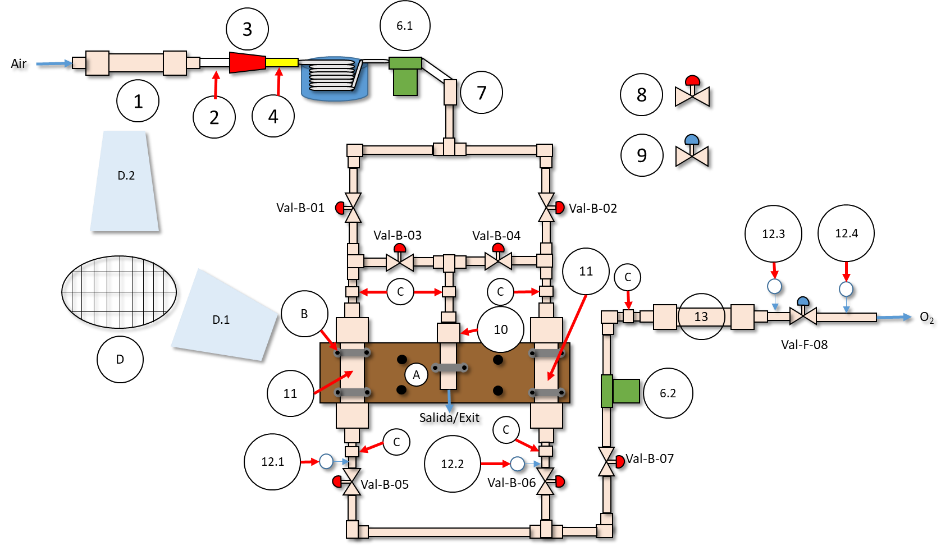 6.1
3
Air
1
2
4
7
8
9
D.2
Val-B-01
Val-B-02
Val-B-03
Val-B-04
12.3
12.4
11
C
C
C
D.1
B
10
13
O2
Val-F-08
D
A
11
6.2
Salida/Exit
C
C
12.1
12.2
Val-B-07
Val-B-05
Val-B-06